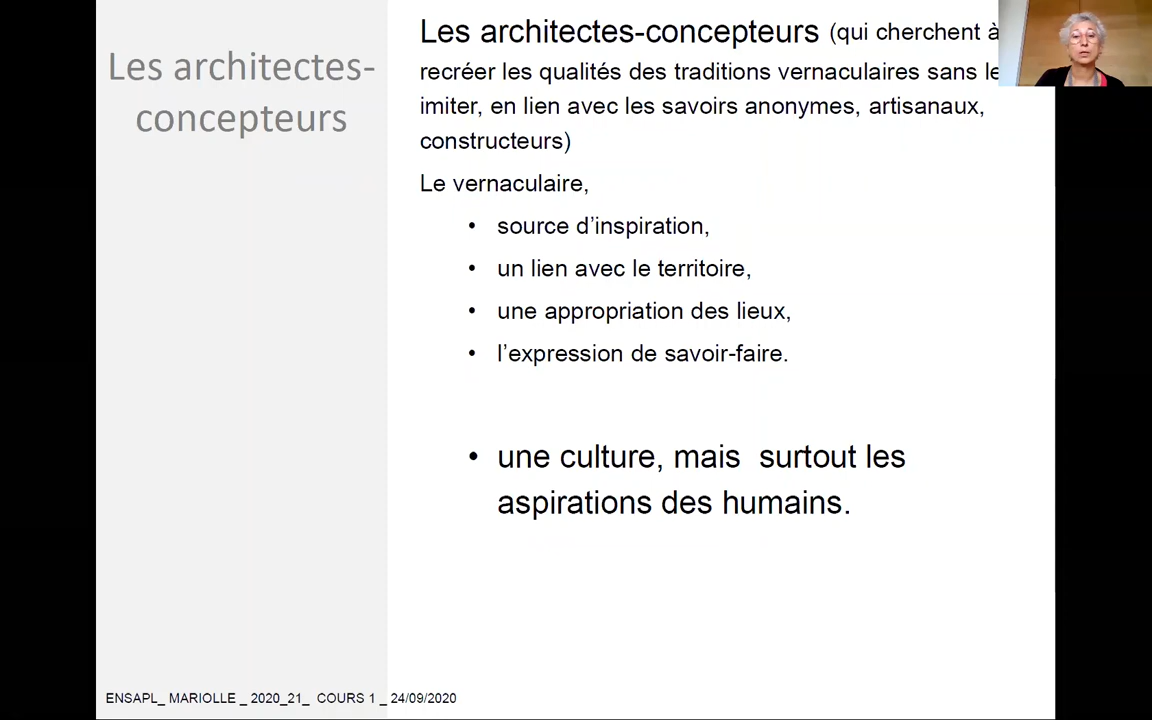 Les architectes-
concepteurs
Les architectes-concepteurs (qui cherchent à
recréer les qualités des traditions vernaculaires sans le
imiter, en lien avec les savoirs anonymes, artisanaux,
constructeurs)
Le vernaculaire,
• source d’inspiration,
• un lien avec le territoire,
• une appropriation des lieux,
• l’expression de savoir-faire.
• une culture, mais  surtout les
aspirations des humains.
ENSAPL_ MARIOLLE _ 2020_21_  COURS 1 _ 24/09/2020